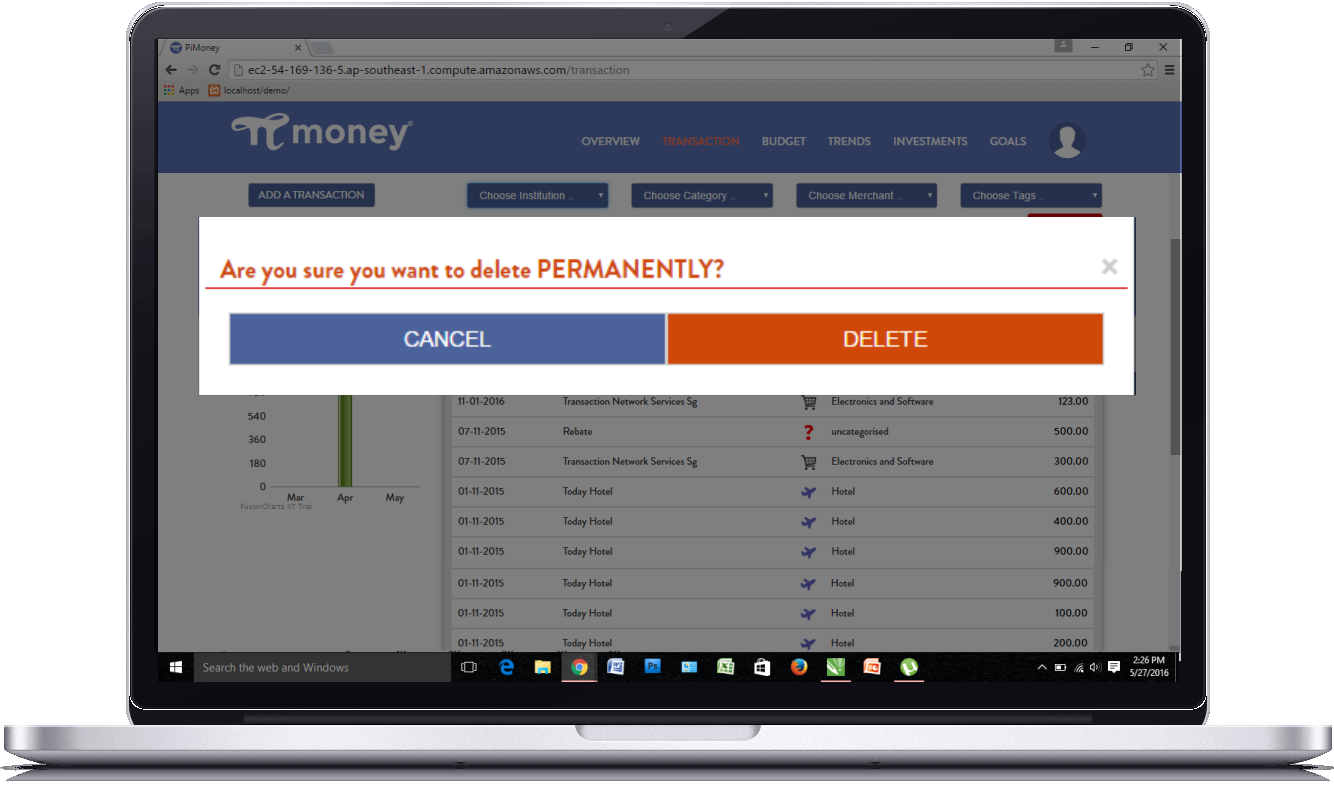 PiMoney
ec2-54-169-136-5.ap-southeast-1.compute.amazonaws.com/transaction
Apps localhost/demo/
money
OVERVIEW TRANSACTION BUDGET TRENDS INVESTMENTS GOALS
ADD A TRANSACTION Choose Institution .. Choose Category .. Choose Merchant .. Choose Tags ..
Are you sure you want to delete PERMANENTLY? ×
CANCEL DELETE
540
360
180
0
Mar Apr May
FusionCharts XT Trial
11-01-2016 Transaction Network Services Sg Electronics and Software 123.00
07-11-2015 Rebate ? uncategorised 500.00
07-11-2015 Transaction Network Services Sg Electronics and Software 300.00
01-11-2015 Today Hotel Hotel 600.00
01-11-2015 Today Hotel Hotel 400.00
01-11-2015 Today Hotel Hotel 900.00
01-11-2015 Today Hotel Hotel 900.00
01-11-2015 Today Hotel Hotel 100.00
01-11-2015 Today Hotel Hotel 200.00
Search the web and Windows
2:26 PM
5/27/2016